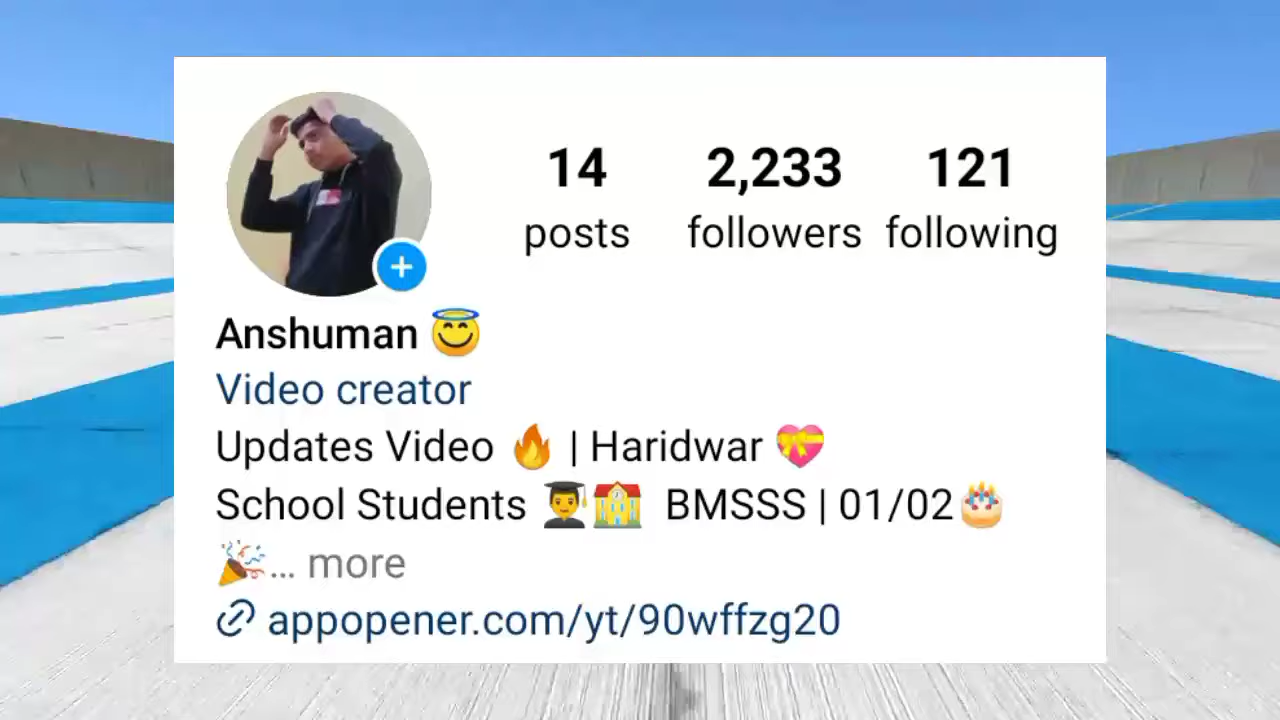 14 2,233 121
posts followers following
Anshuman 😇
Video creator
Updates Video 🔥 | Haridwar 💝
School Students 👨‍🎓🏫 BMSSS | 01/02🎂
🎉... more
appopener.com/yt/90wffzg20